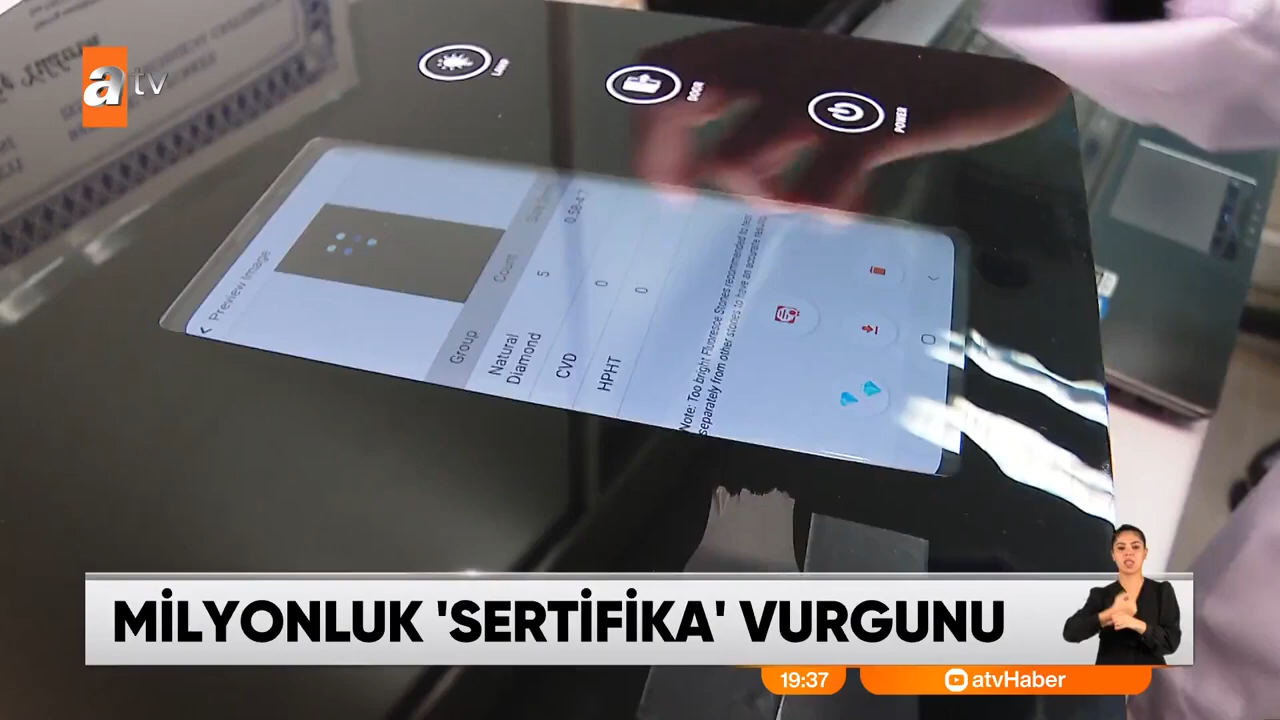 atv
LAMP
DOOR
POWER
Preview Image
Group Count
Natural Diamond 5
CVD 0
HPHT 0
Note: Too bright Fluoresce Stones recommended to test
separately from other stones to have an accurate result
MİLYONLUK 'SERTİFİKA' VURGUNU
19:37
atvHaber